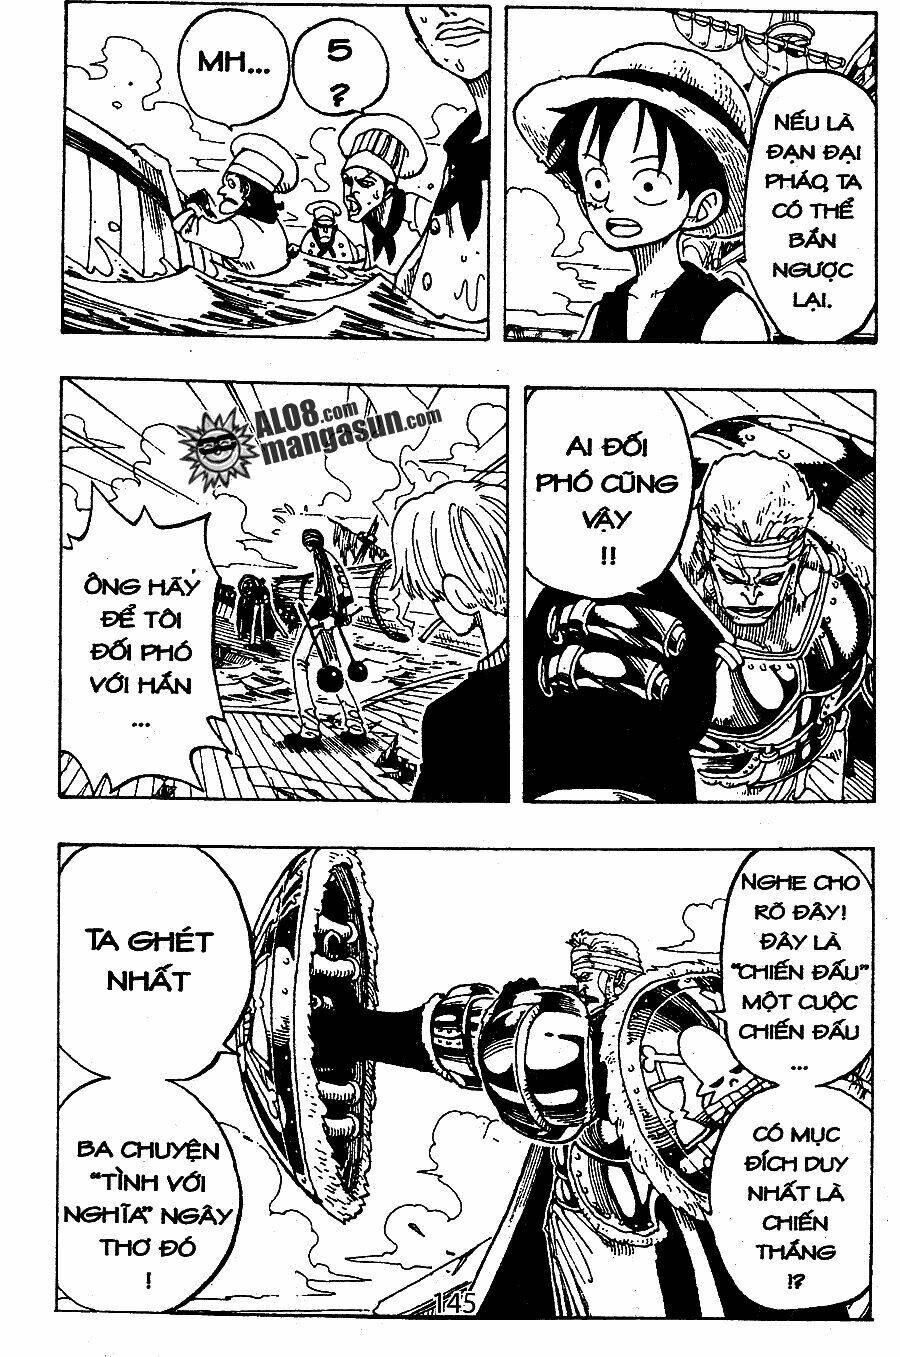 NẾU LÀ
ĐẠN ĐẠI
PHÁO, TA
CÓ THỂ
BẮN
NGƯỢC
LẠI.
5
?
MH...
AI ĐỐI
PHÓ CŨNG
VẬY
!!
AL08.com
mangasun.com
ÔNG HÃY
ĐỂ TÔI
ĐỐI PHÓ
VỚI HẮN
...
NGHE CHO
RÕ ĐÂY!
ĐÂY LÀ
"CHIẾN ĐẤU"
MỘT CUỘC
CHIẾN ĐẤU
...
CÓ MỤC
ĐÍCH DUY
NHẤT LÀ
CHIẾN
THẮNG
!?
TA GHÉT
NHẤT
BA CHUYỆN
"TÌNH VỚI
NGHĨA" NGÂY
THƠ ĐÓ
!
145